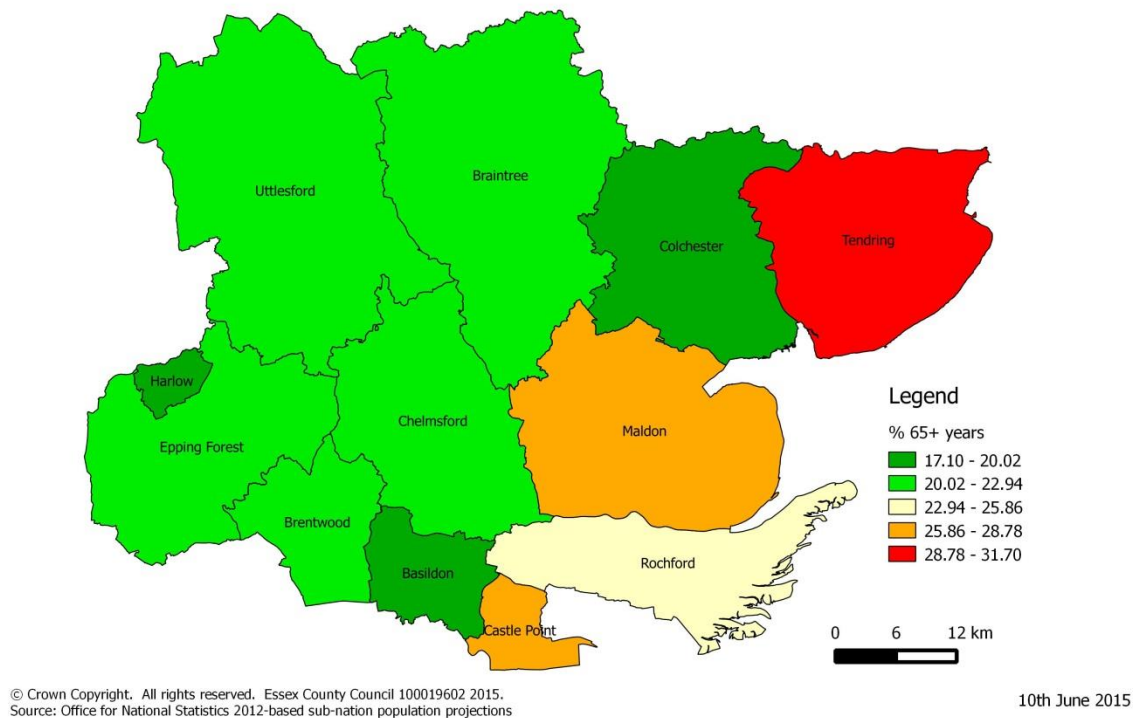 Uttlesford
Braintree
Colchester
Tendring
Harlow
Epping Forest
Chelmsford
Maldon
Brentwood
Basildon
Rochford
Castle Point
Legend
% 65+ years
17.10 - 20.02
20.02 - 22.94
22.94 - 25.86
25.86 - 28.78
28.78 - 31.70
0 6 12 km
© Crown Copyright. All rights reserved. Essex County Council 100019602 2015.
Source: Office for National Statistics 2012-based sub-nation population projections
10th June 2015